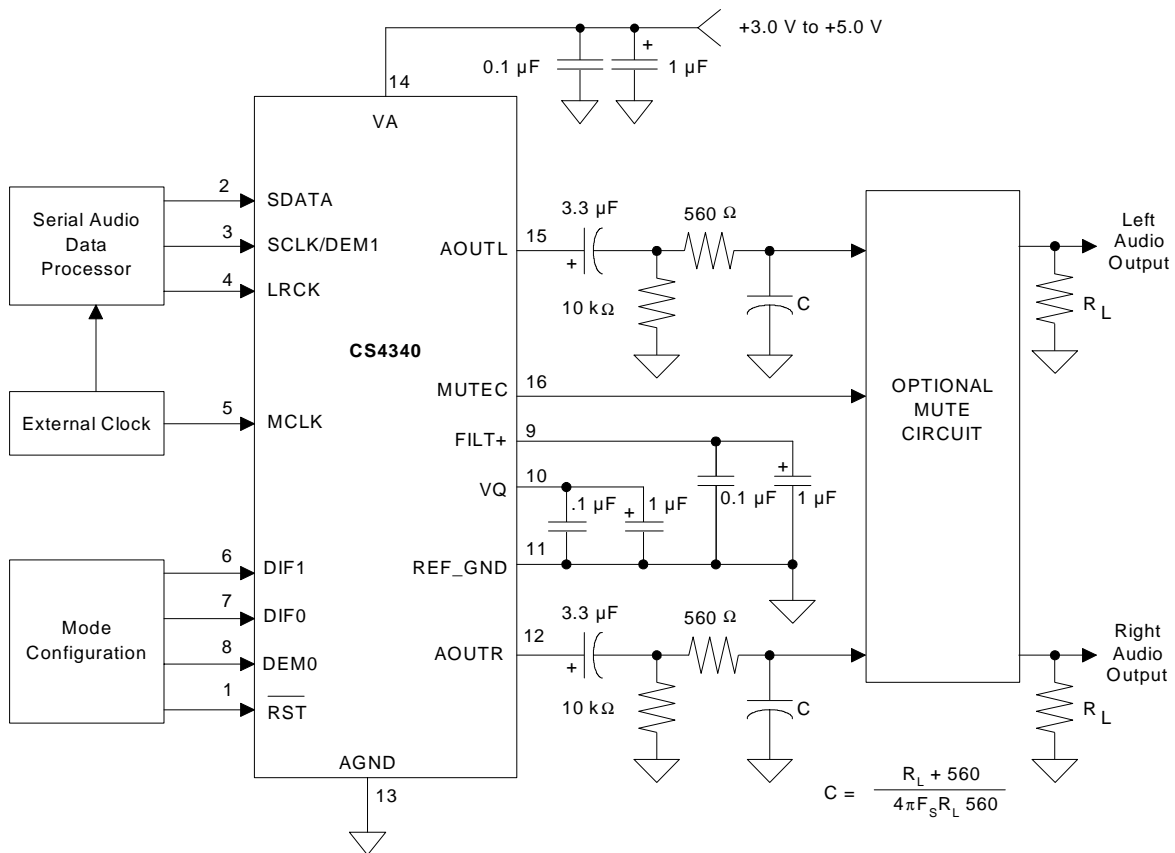 +3.0 V to +5.0 V
0.1 µF
+
1 µF
14
VA
Serial Audio
Data
Processor
2
SDATA
3
SCLK/DEM1
4
LRCK
External Clock
5
MCLK
CS4340
Mode
Configuration
6
DIF1
7
DIF0
8
DEM0
1
RST
AGND
13
AOUTL
15
3.3 µF
+
560 Ω
10 kΩ
C
MUTEC
16
FILT+
9
VQ
10
.1 µF
+
1 µF
0.1 µF
+
1 µF
REF_GND
11
AOUTR
12
3.3 µF
+
560 Ω
10 kΩ
C
OPTIONAL
MUTE
CIRCUIT
Left
Audio
Output
R L
Right
Audio
Output
R L
C = R L + 560
4πF S R L 560